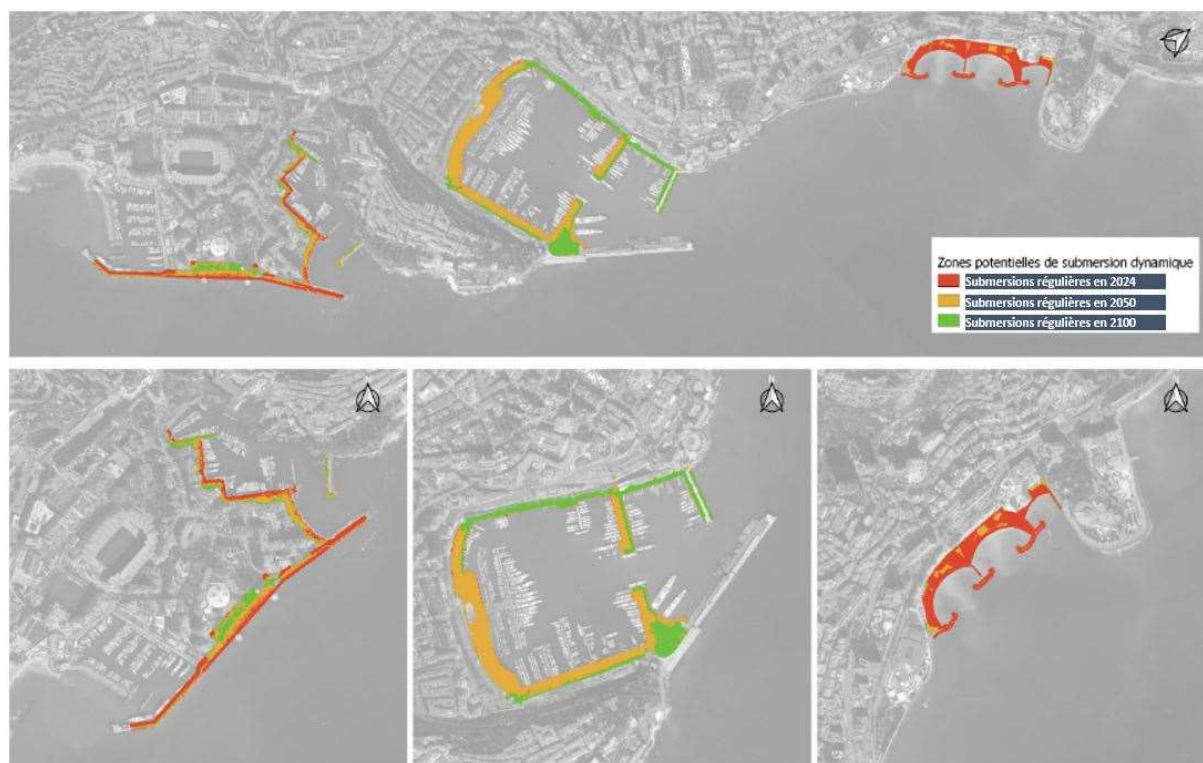 Zones potentielles de submersion dynamique
Submersions régulières en 2024
Submersions régulières en 2050
Submersions régulières en 2100